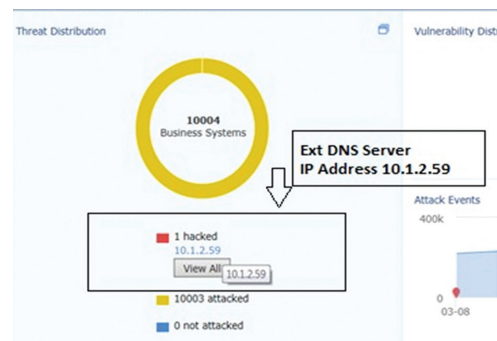 Threat Distribution
Vulnerability Dist
10004
Business Systems
Ext DNS Server
IP Address 10.1.2.59
Attack Events
400k
1 hacked
10.1.2.59
View All
10.1.2.59
10003 attacked
0
03-08
0 not attacked